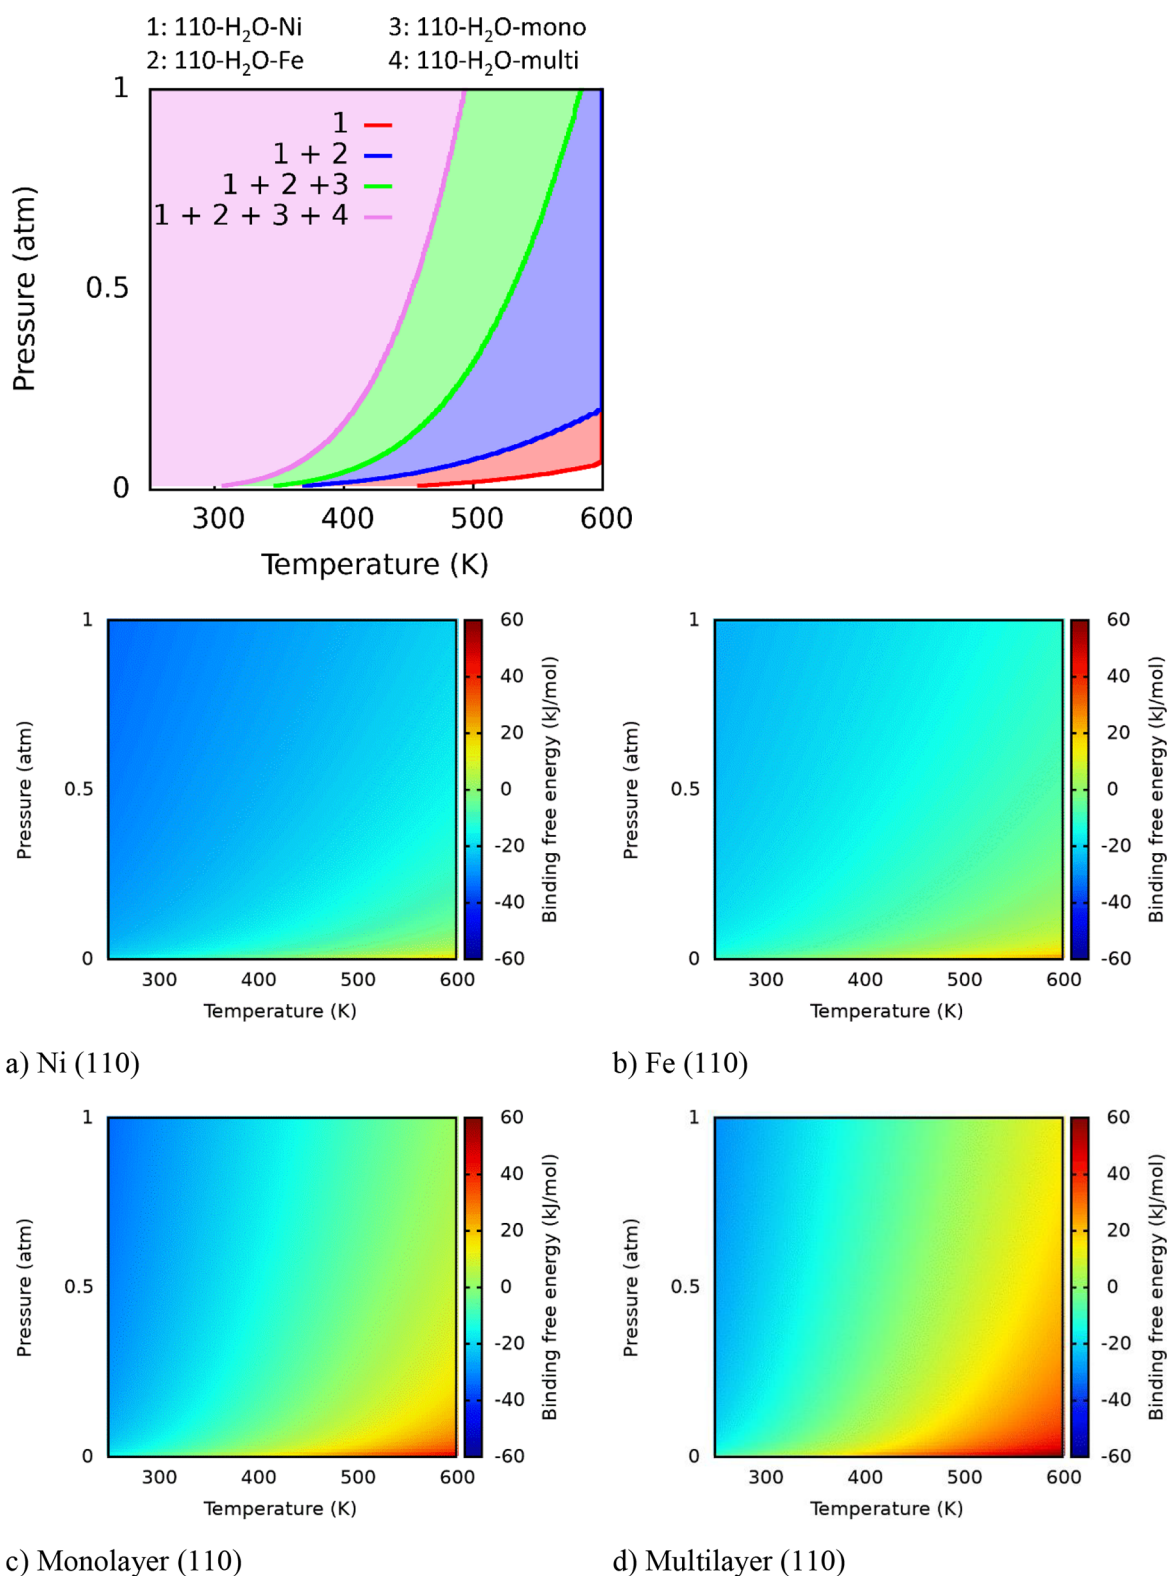 1: 110-H₂O-Ni 3: 110-H₂O-mono
2: 110-H₂O-Fe 4: 110-H₂O-multi
1
1 + 2
1 + 2 +3
1 + 2 + 3 + 4
Pressure (atm)
1
0.5
0
300 400 500 600
Temperature (K)
1
0.5
0
Pressure (atm)
300 400 500 600
Temperature (K)
60
40
20
0
-20
-40
-60
Binding free energy (kJ/mol)
1
0.5
0
Pressure (atm)
300 400 500 600
Temperature (K)
60
40
20
0
-20
-40
-60
Binding free energy (kJ/mol)
a) Ni (110) b) Fe (110)
1
0.5
0
Pressure (atm)
300 400 500 600
Temperature (K)
60
40
20
0
-20
-40
-60
Binding free energy (kJ/mol)
1
0.5
0
Pressure (atm)
300 400 500 600
Temperature (K)
60
40
20
0
-20
-40
-60
Binding free energy (kJ/mol)
c) Monolayer (110) d) Multilayer (110)